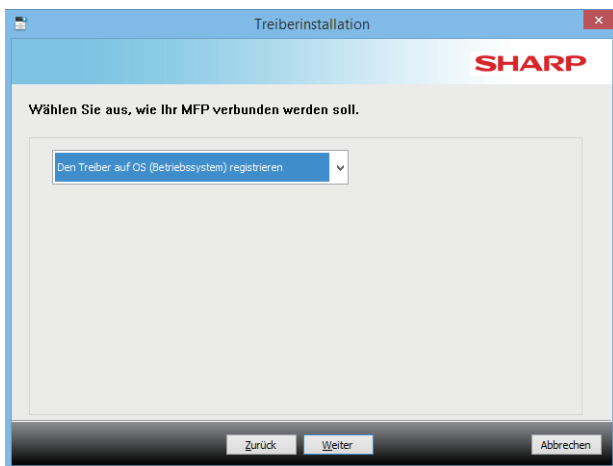 Treiberinstallation
SHARP
Wählen Sie aus, wie Ihr MFP verbunden werden soll.
Den Treiber auf OS (Betriebssystem) registrieren
Zurück Weiter Abbrechen